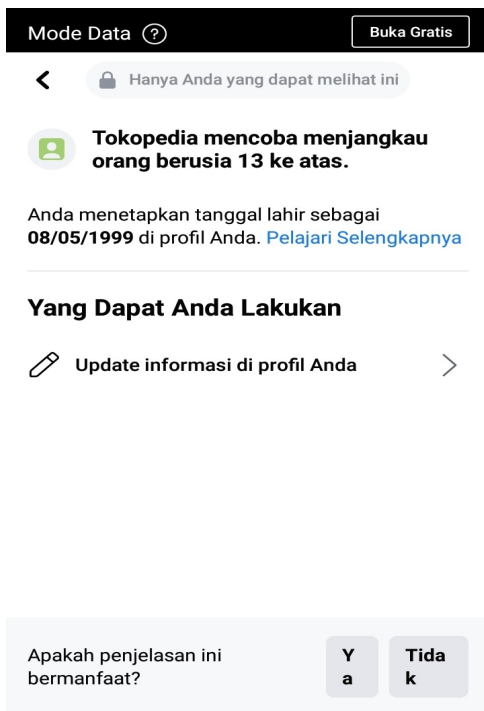 Mode Data ?
Buka Gratis
Hanya Anda yang dapat melihat ini
Tokopedia mencoba menjangkau
orang berusia 13 ke atas.
Anda menetapkan tanggal lahir sebagai
08/05/1999 di profil Anda. Pelajari Selengkapnya
Yang Dapat Anda Lakukan
Update informasi di profil Anda
Apakah penjelasan ini
bermanfaat?
Y
a
Tida
k